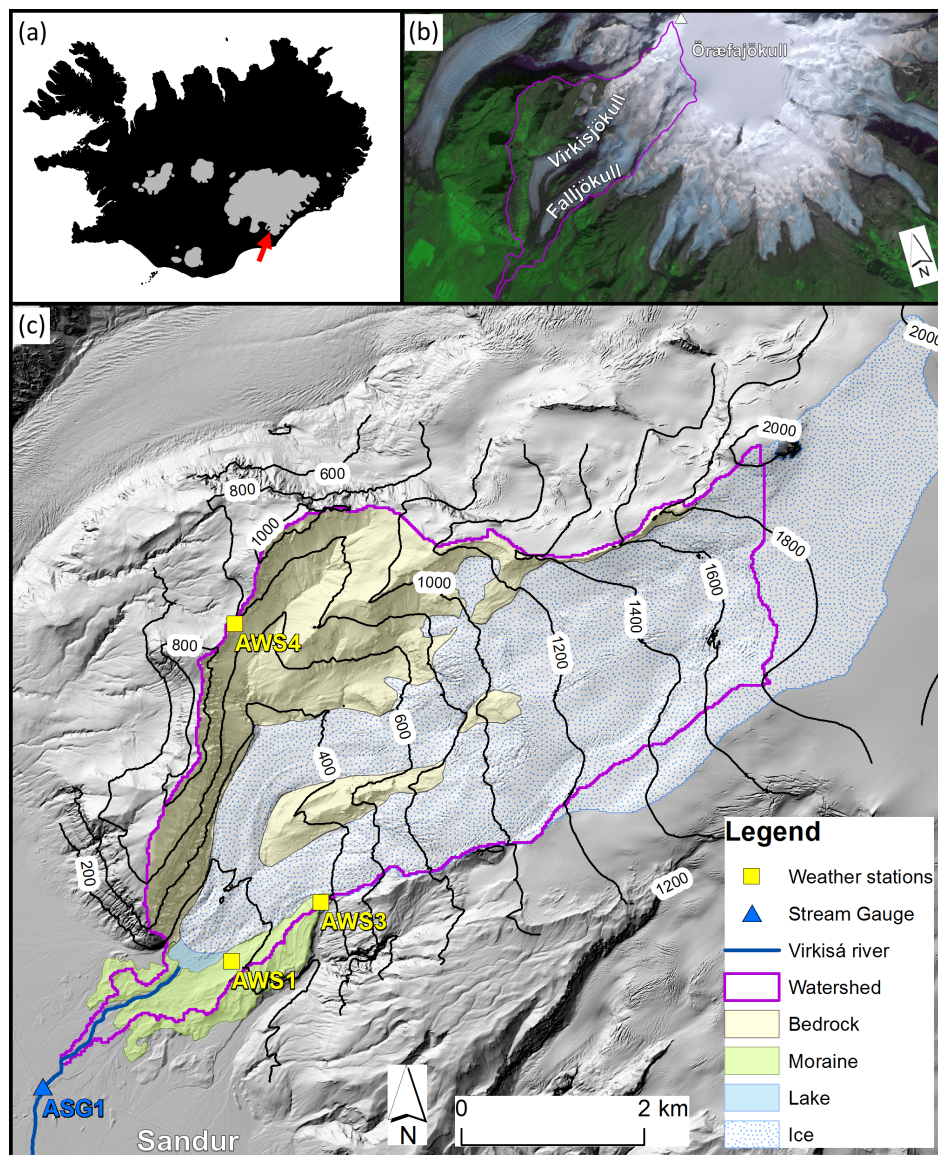 (a)
(b)
Öræfajökull
Virkisjökull
Falljökull
N
(c)
2000
2000
600
800
1000
1800
1000
1600
1400
AWS4
1200
800
600
400
200
1200
AWS3
AWS1
ASG1
Sandur
N
0 2 km
Legend
Weather stations
Stream Gauge
Virkisá river
Watershed
Bedrock
Moraine
Lake
Ice